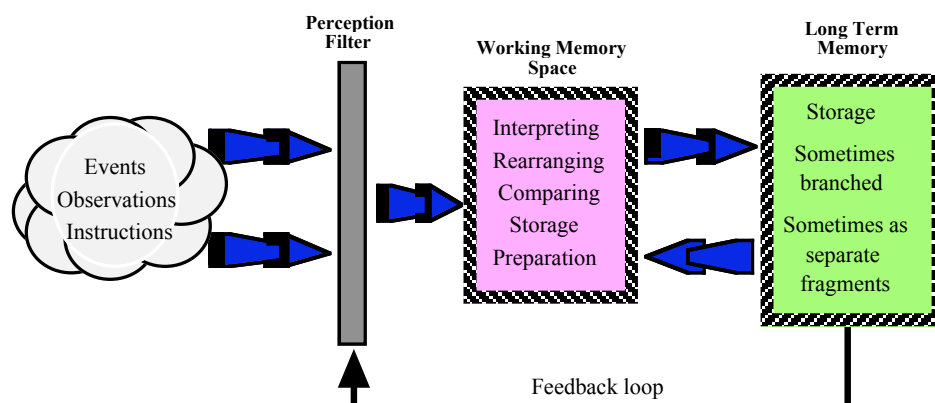 Perception
Filter
Working Memory
Space
Long Term
Memory
Events
Observations
Instructions
Interpreting
Rearranging
Comparing
Storage
Preparation
Storage
Sometimes
branched
Sometimes as
separate
fragments
Feedback loop